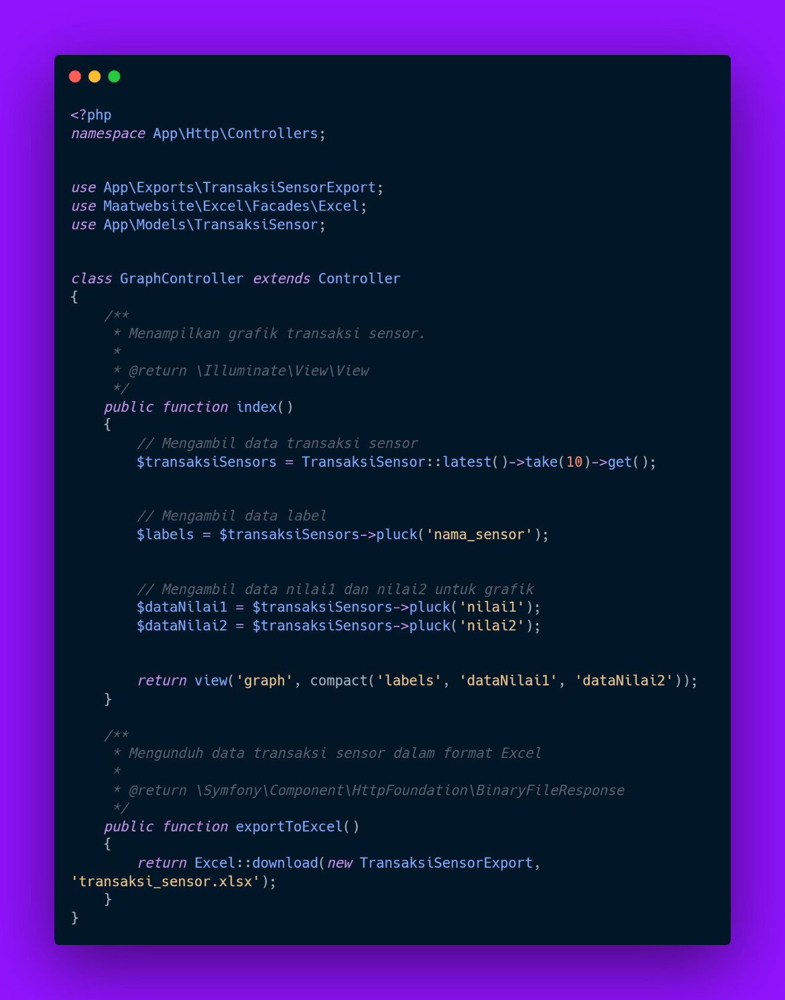 <?php
namespace App\Http\Controllers;


use App\Exports\TransaksiSensorExport;
use Maatwebsite\Excel\Facades\Excel;
use App\Models\TransaksiSensor;


class GraphController extends Controller
{
    /**
     * Menampilkan grafik transaksi sensor.
     *
     * @return \Illuminate\View\View
     */
    public function index()
    {
        // Mengambil data transaksi sensor
        $transaksiSensors = TransaksiSensor::latest()->take(10)->get();


        // Mengambil data label
        $labels = $transaksiSensors->pluck('nama_sensor');


        // Mengambil data nilai1 dan nilai2 untuk grafik
        $dataNilai1 = $transaksiSensors->pluck('nilai1');
        $dataNilai2 = $transaksiSensors->pluck('nilai2');


        return view('graph', compact('labels', 'dataNilai1', 'dataNilai2'));
    }

    /**
     * Mengunduh data transaksi sensor dalam format Excel
     *
     * @return \Symfony\Component\HttpFoundation\BinaryFileResponse
     */
    public function exportToExcel()
    {
        return Excel::download(new TransaksiSensorExport,
'transaksi_sensor.xlsx');
    }
}